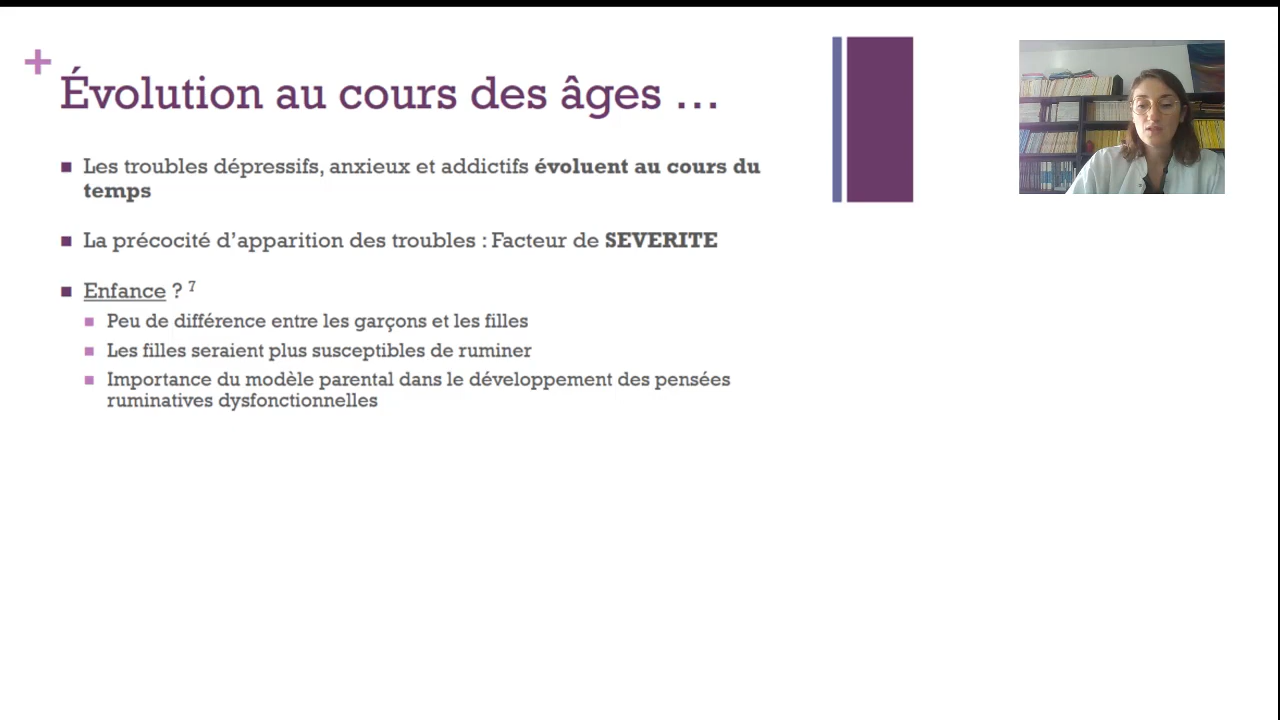 +
Évolution au cours des âges …
Les troubles dépressifs, anxieux et addictifs évoluent au cours du
temps
La précocité d’apparition des troubles : Facteur de SEVERITE
Enfance ? 7
Peu de différence entre les garçons et les filles
Les filles seraient plus susceptibles de ruminer
Importance du modèle parental dans le développement des pensées
ruminatives dysfonctionnelles